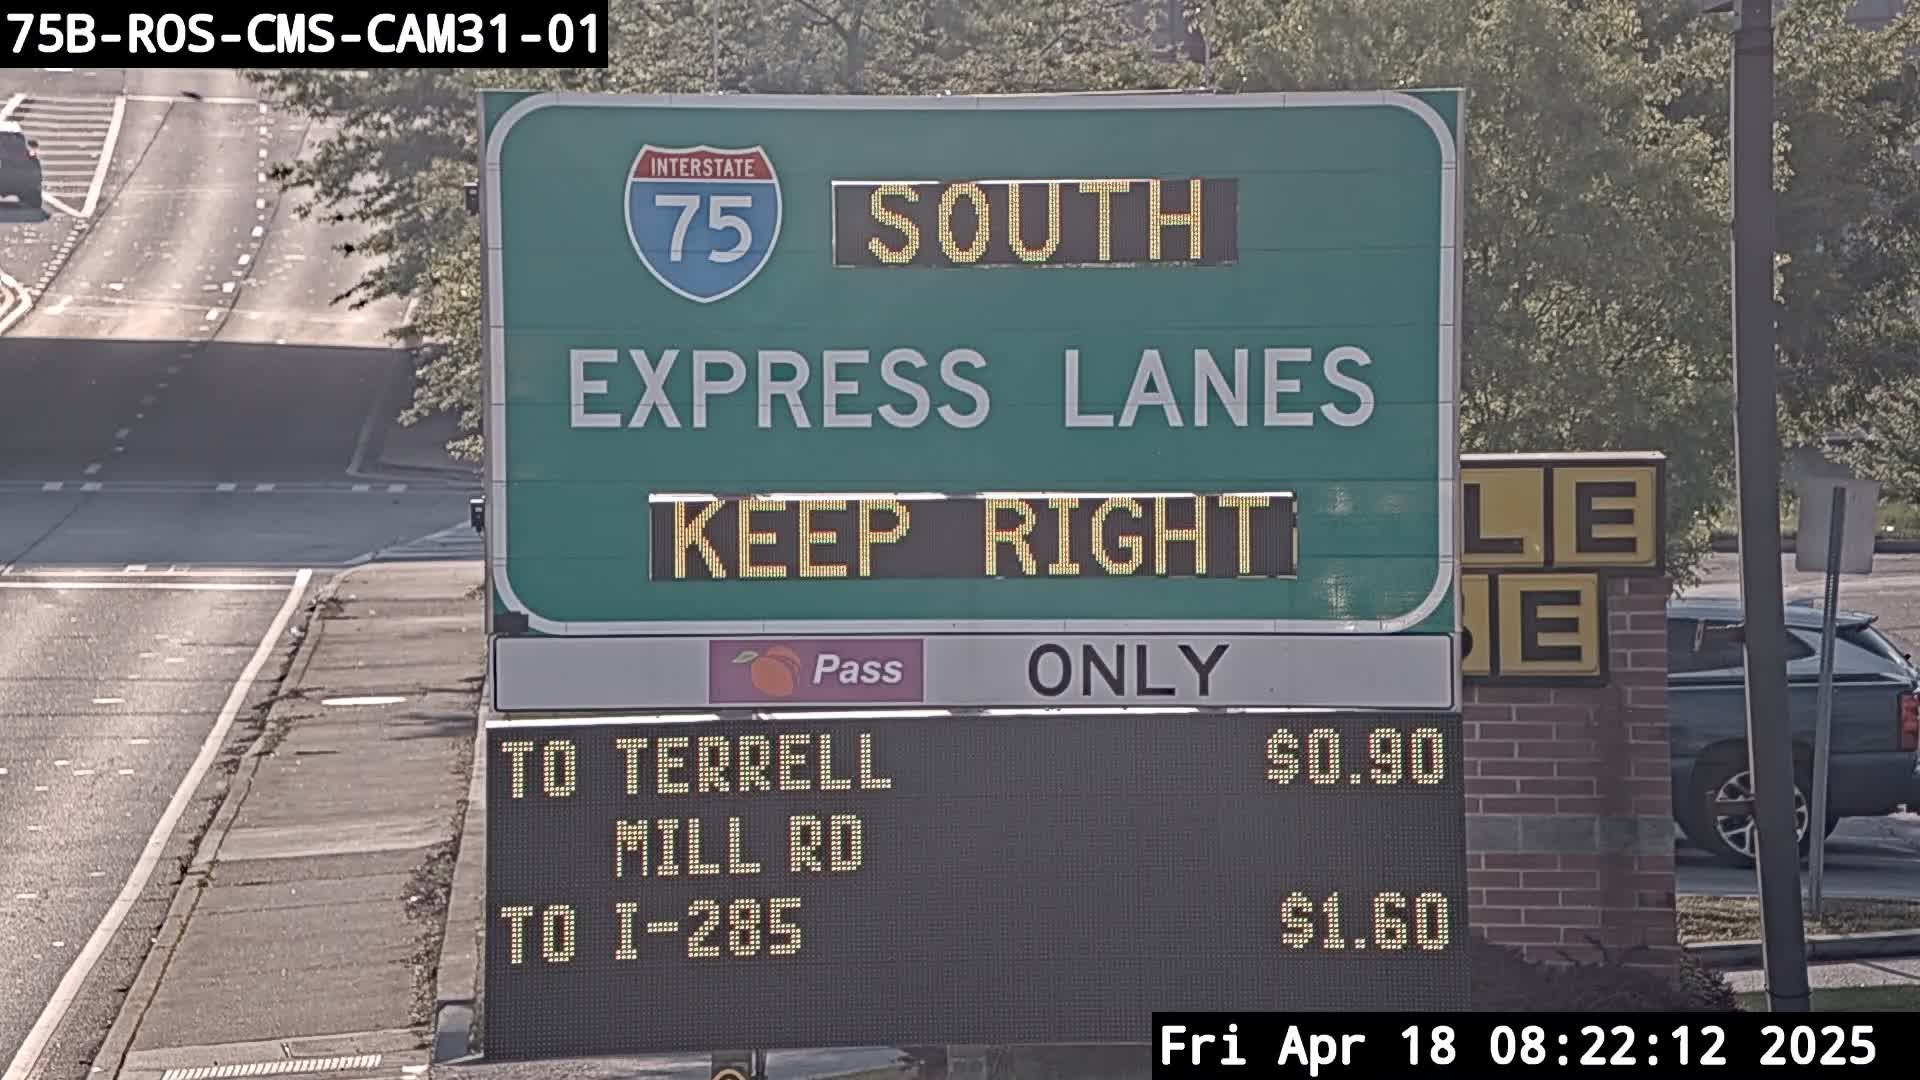 75B-ROS-CMS-CAM31-01
INTERSTATE
75
SOUTH
EXPRESS LANES
KEEP RIGHT
Pass ONLY
TO TERRELL $0.90
MILL RD
TO I-285 $1.60
LE
E
Fri Apr 18 08:22:12 2025